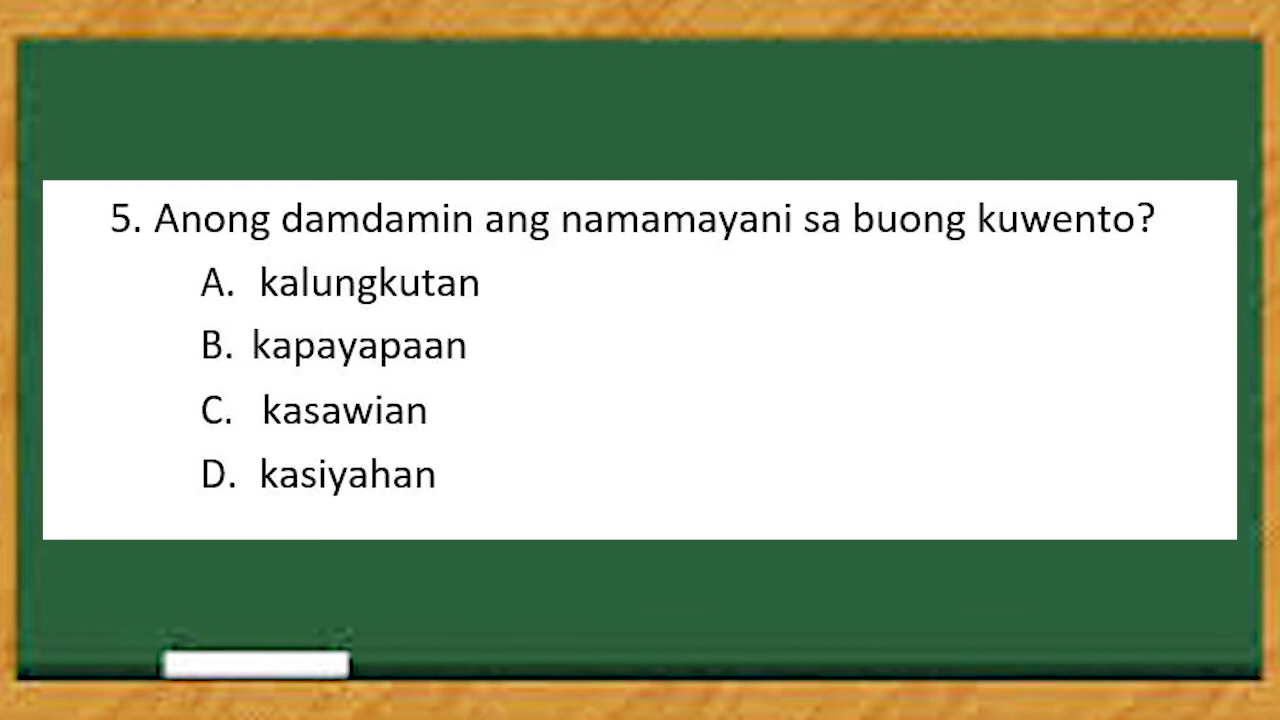 5. Anong damdamin ang namamayani sa buong kuwento?
A. kalungkutan
B. kapayapaan
C. kasawian
D. kasiyahan